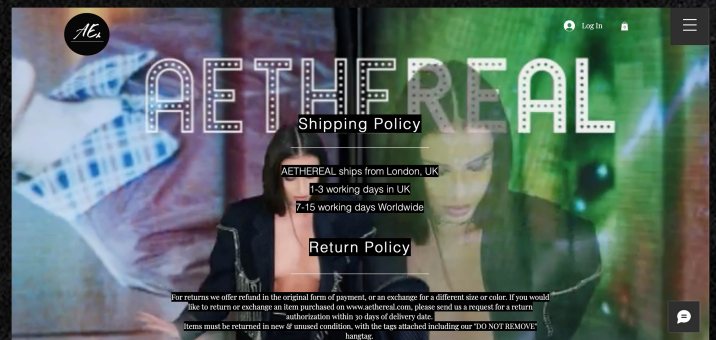 AEx
Log In
AETHEREAL
Shipping Policy
AETHEREAL ships from London, UK
1-3 working days in UK
7-15 working days Worldwide
Return Policy
For returns we offer refund in the original form of payment, or an exchange for a different size or color. If you would
like to return or exchange an item purchased on www.aethereal.com, please send us a request for a return
authorization within 30 days of delivery date.
Items must be returned in new & unused condition, with the tags attached including our "DO NOT REMOVE"
hangtag.